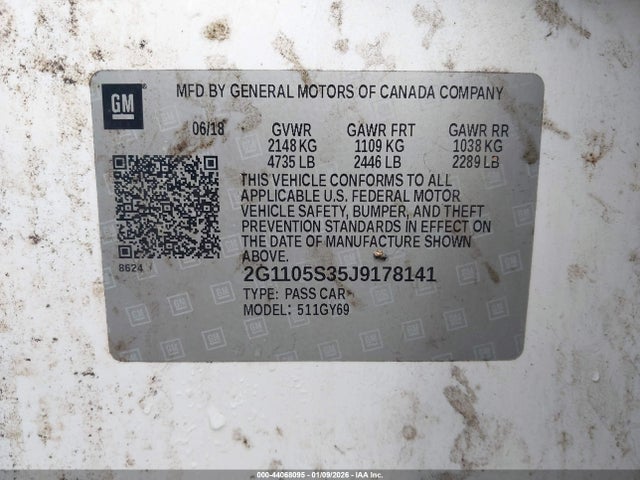 GM
MFD BY GENERAL MOTORS OF CANADA COMPANY
06/18 GVWR GAWR FRT GAWR RR
2148 KG 1109 KG 1038 KG
4735 LB 2446 LB 2289 LB
THIS VEHICLE CONFORMS TO ALL
APPLICABLE U.S. FEDERAL MOTOR
VEHICLE SAFETY, BUMPER, AND THEFT
PREVENTION STANDARDS IN EFFECT ON
THE DATE OF MANUFACTURE SHOWN
ABOVE.
8624
2G1105S35J9178141
TYPE: PASS CAR
MODEL: 511GY69
000-44068095 - 01/09/2026 - IAA Inc.